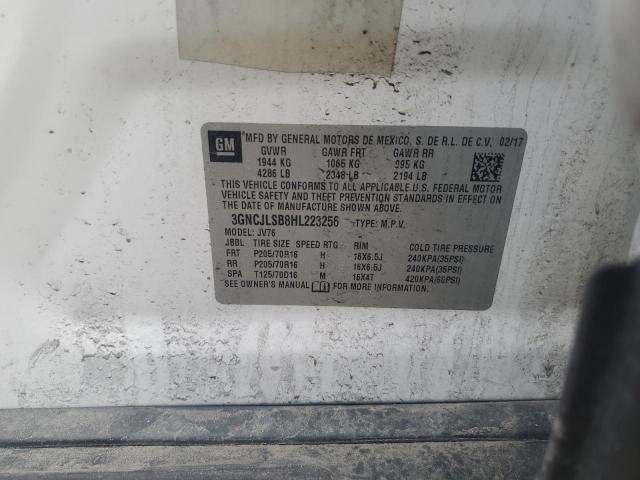 GM
MFD BY GENERAL MOTORS DE MEXICO, S. DE R.L. DE C.V. 02/17
GVWR GAWR FRT GAWR RR
1944 KG 1065 KG 995 KG
4286 LB 2348 LB 2194 LB
THIS VEHICLE CONFORMS TO ALL APPLICABLE U.S. FEDERAL MOTOR
VEHICLE SAFETY AND THEFT PREVENTION STANDARDS IN EFFECT ON
THE DATE OF MANUFACTURE SHOWN ABOVE.
3GNCJLSB8HL223256 TYPE: M.P.V.
MODEL: JV76
JBBL TIRE SIZE SPEED RTG RIM COLD TIRE PRESSURE
FRT P205/70R16 H 16X6.5J 240KPA(35PSI)
RR P205/70R16 H 16X6.5J 240KPA(35PSI)
SPA T125/70D16 M 16X4T 420KPA(60PSI)
SEE OWNER'S MANUAL FOR MORE INFORMATION.